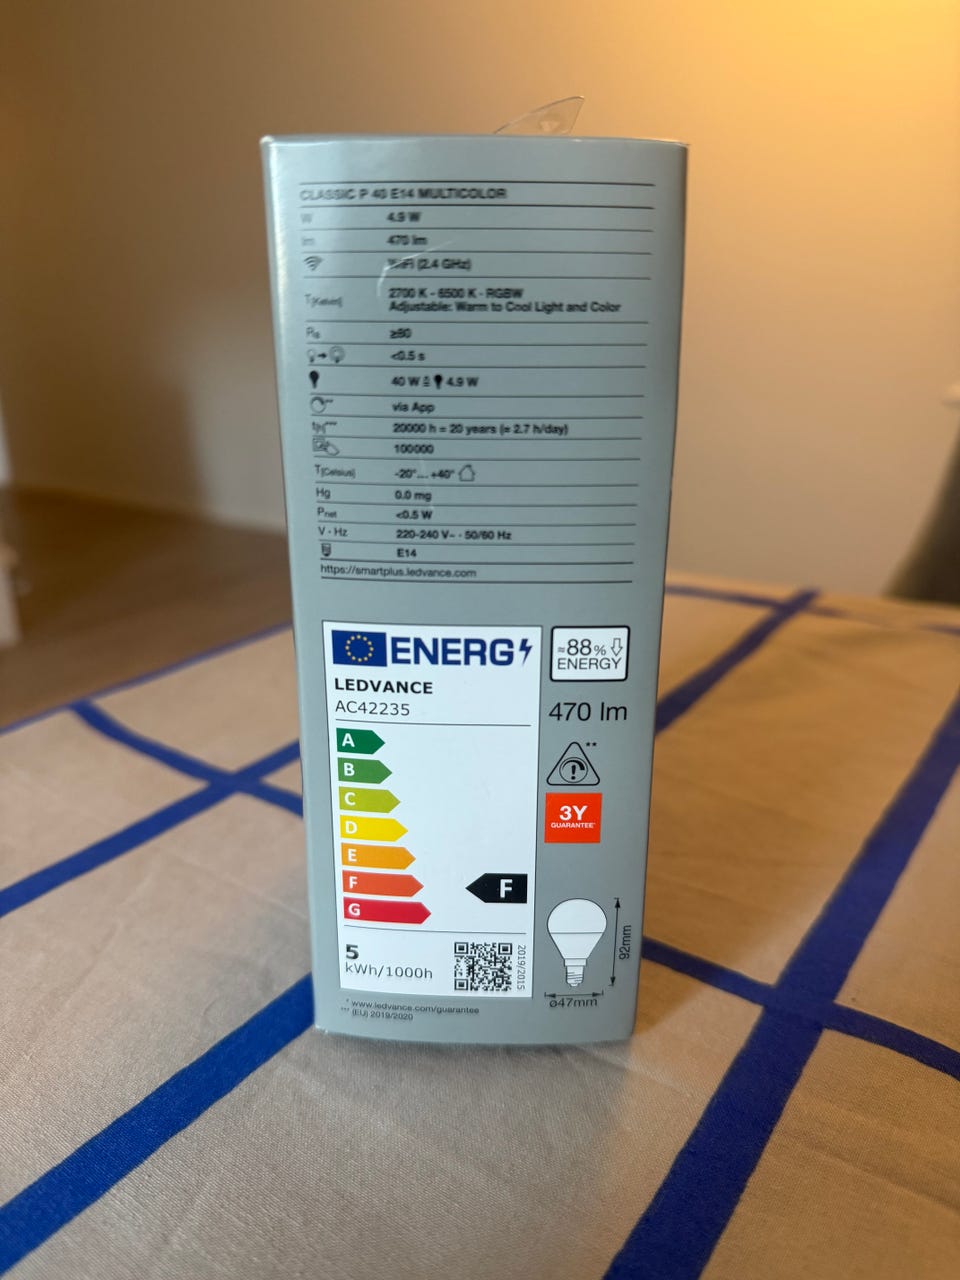 CLASSIC P 40 E14 MULTICOLOR
W 4.9 W
lm 470 lm
WiFi (2.4 GHz)
T[Kelvin] 2700 K - 6500 K - RGBW
Adjustable: Warm to Cool Light and Color
Ra ≥80
<0.5 s
40 W ≙ 4.9 W
** via App
t[h]*** 20000 h = 20 years (≈ 2.7 h/day)
100000
T[Celsius] -20°...+40°
Hg 0.0 mg
Pnet <0.5 W
V · Hz 220-240 V~ · 50/60 Hz
E14
https://smartplus.ledvance.com
ENERG
LEDVANCE
AC42235
A
B
C
D
E
F
G
F
5
kWh/1000h
2019/2015
≈88%
ENERGY
470 lm
**
3Y
GUARANTEE*
92mm
ø47mm
* www.ledvance.com/guarantee
*** (EU) 2019/2020